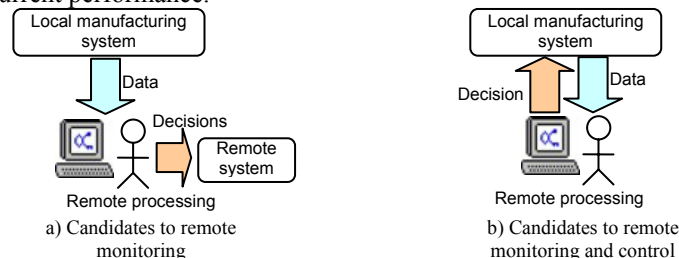 current performance.
Local manufacturing
system
Data
Decisions
Remote
system
Remote processing
a) Candidates to remote
monitoring
Local manufacturing
system
Decision
Data
Remote processing
b) Candidates to remote
monitoring and control